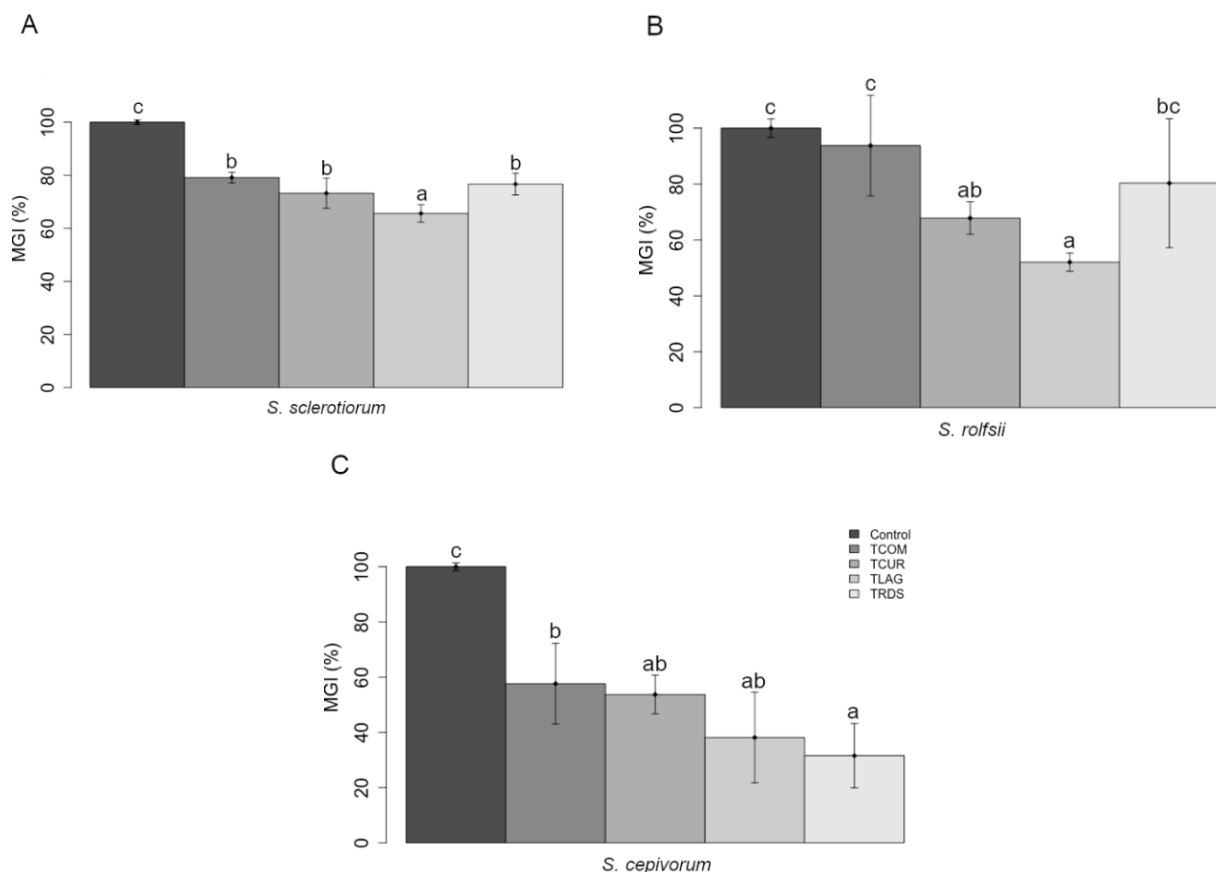 A
MGI (%)
100
80
60
40
20
0
c
b
b
a
b
S. sclerotiorum
B
MGI (%)
100
80
60
40
20
0
c
c
ab
a
bc
S. rolfsii
C
MGI (%)
100
80
60
40
20
0
c
b
ab
ab
a
Control
TCOM
TCUR
TLAG
TRDS
S. cepivorum